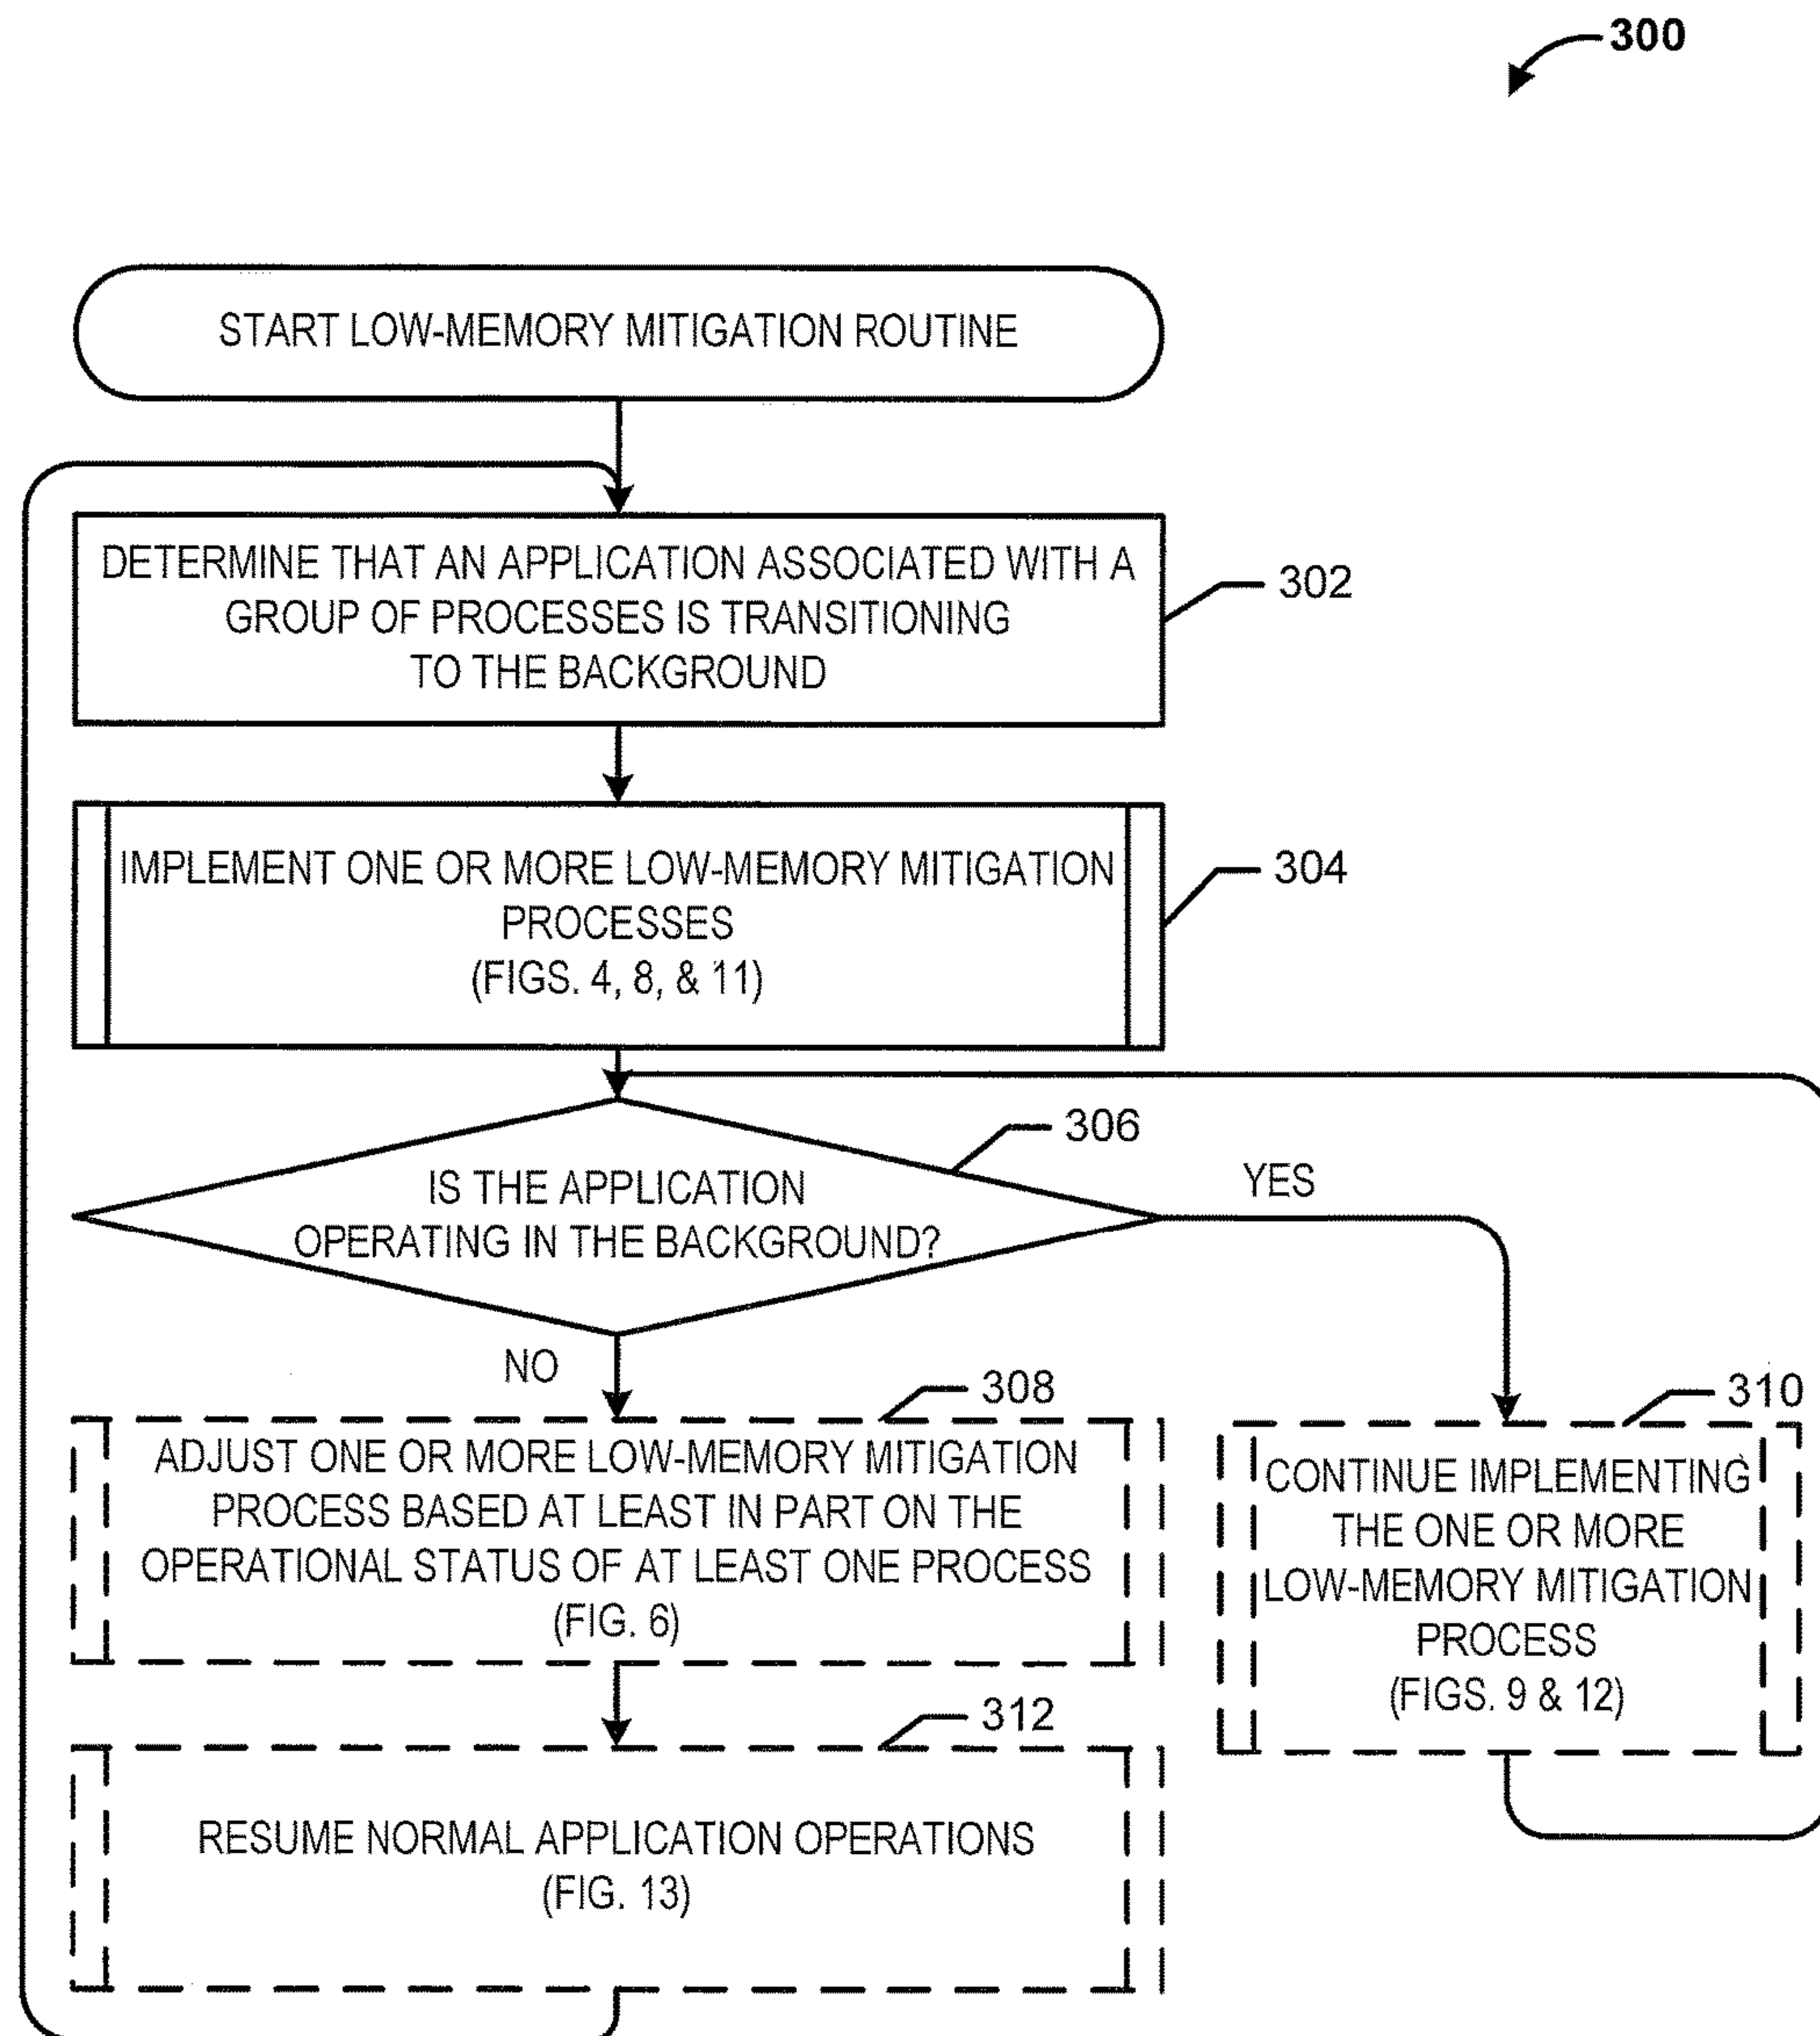 300
START LOW-MEMORY MITIGATION ROUTINE
DETERMINE THAT AN APPLICATION ASSOCIATED WITH A
GROUP OF PROCESSES IS TRANSITIONING
TO THE BACKGROUND
302
IMPLEMENT ONE OR MORE LOW-MEMORY MITIGATION
PROCESSES
(FIGS. 4, 8, & 11)
304
306
IS THE APPLICATION
OPERATING IN THE BACKGROUND?
YES
NO
308
ADJUST ONE OR MORE LOW-MEMORY MITIGATION
PROCESS BASED AT LEAST IN PART ON THE
OPERATIONAL STATUS OF AT LEAST ONE PROCESS
(FIG. 6)
310
CONTINUE IMPLEMENTING
THE ONE OR MORE
LOW-MEMORY MITIGATION
PROCESS
(FIGS. 9 & 12)
312
RESUME NORMAL APPLICATION OPERATIONS
(FIG. 13)